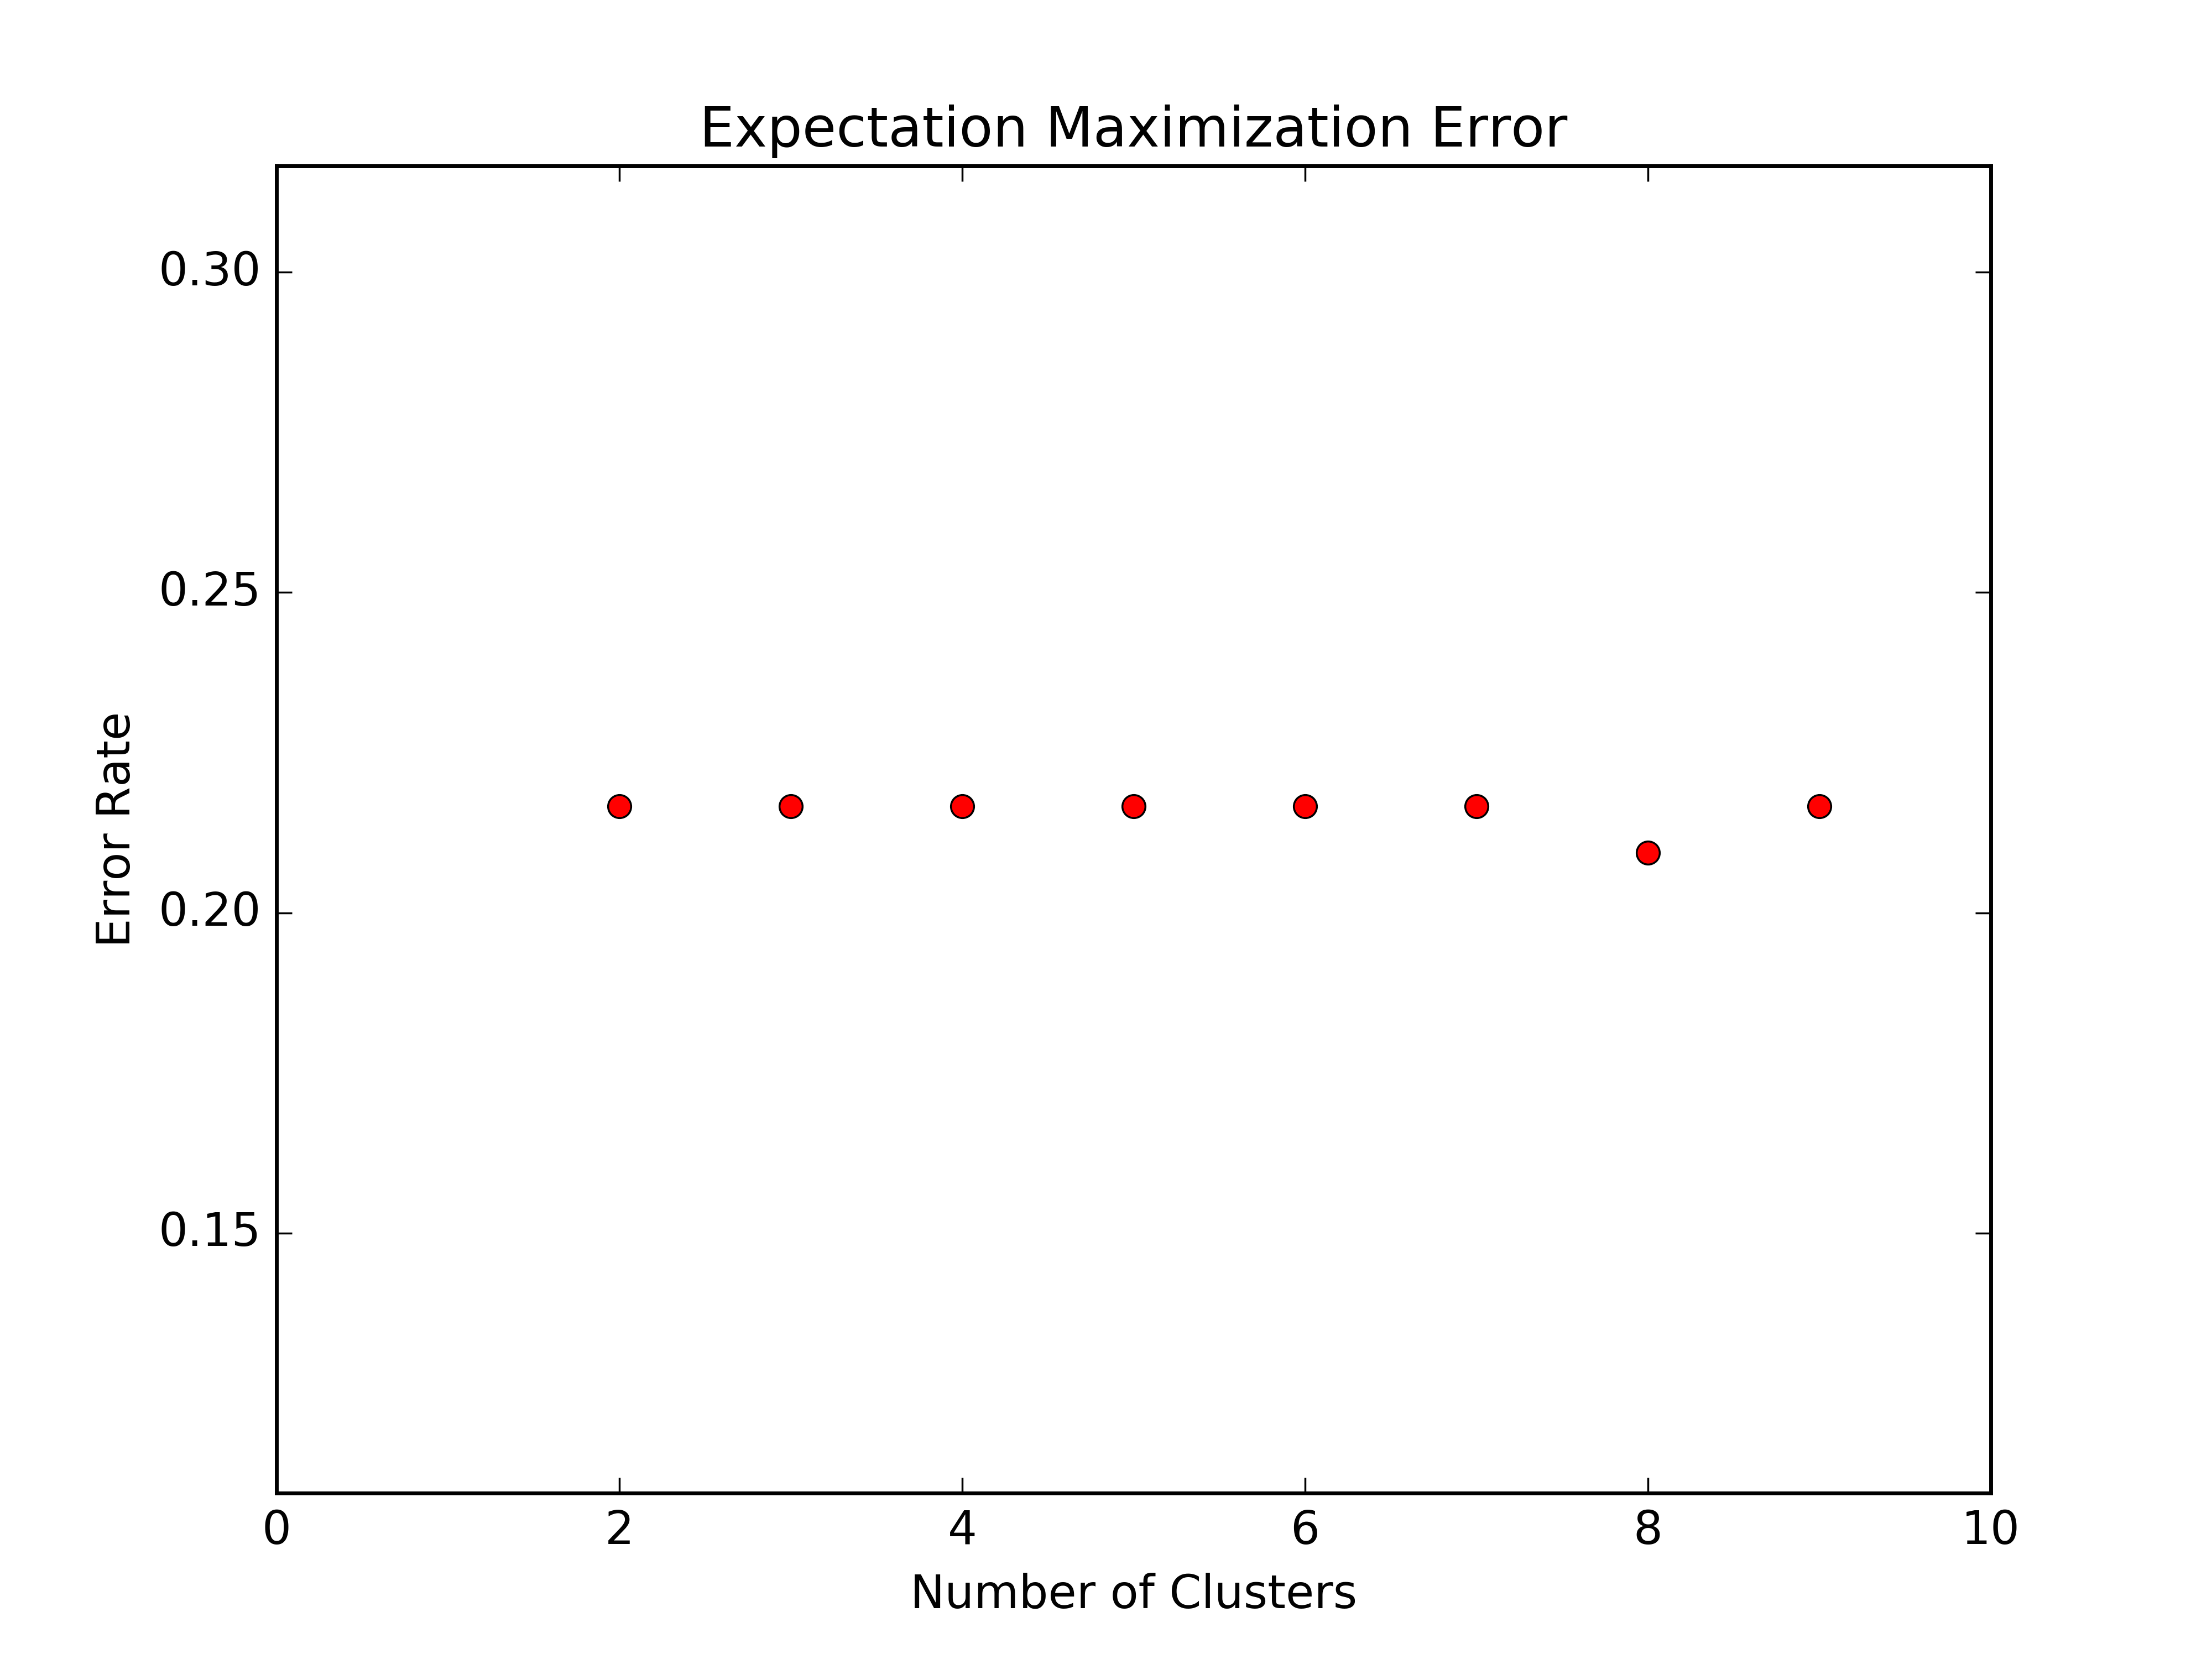 Expectation Maximization Error
0.30
0.25
0.20
0.15
Error Rate
0 2 4 6 8 10
Number of Clusters